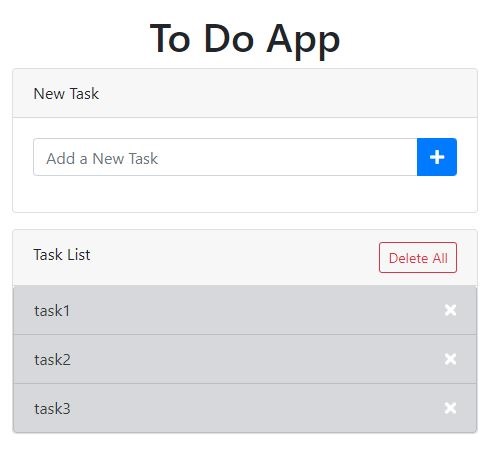 To Do App
New Task
Add a New Task
Task List
Delete All
task1
task2
task3